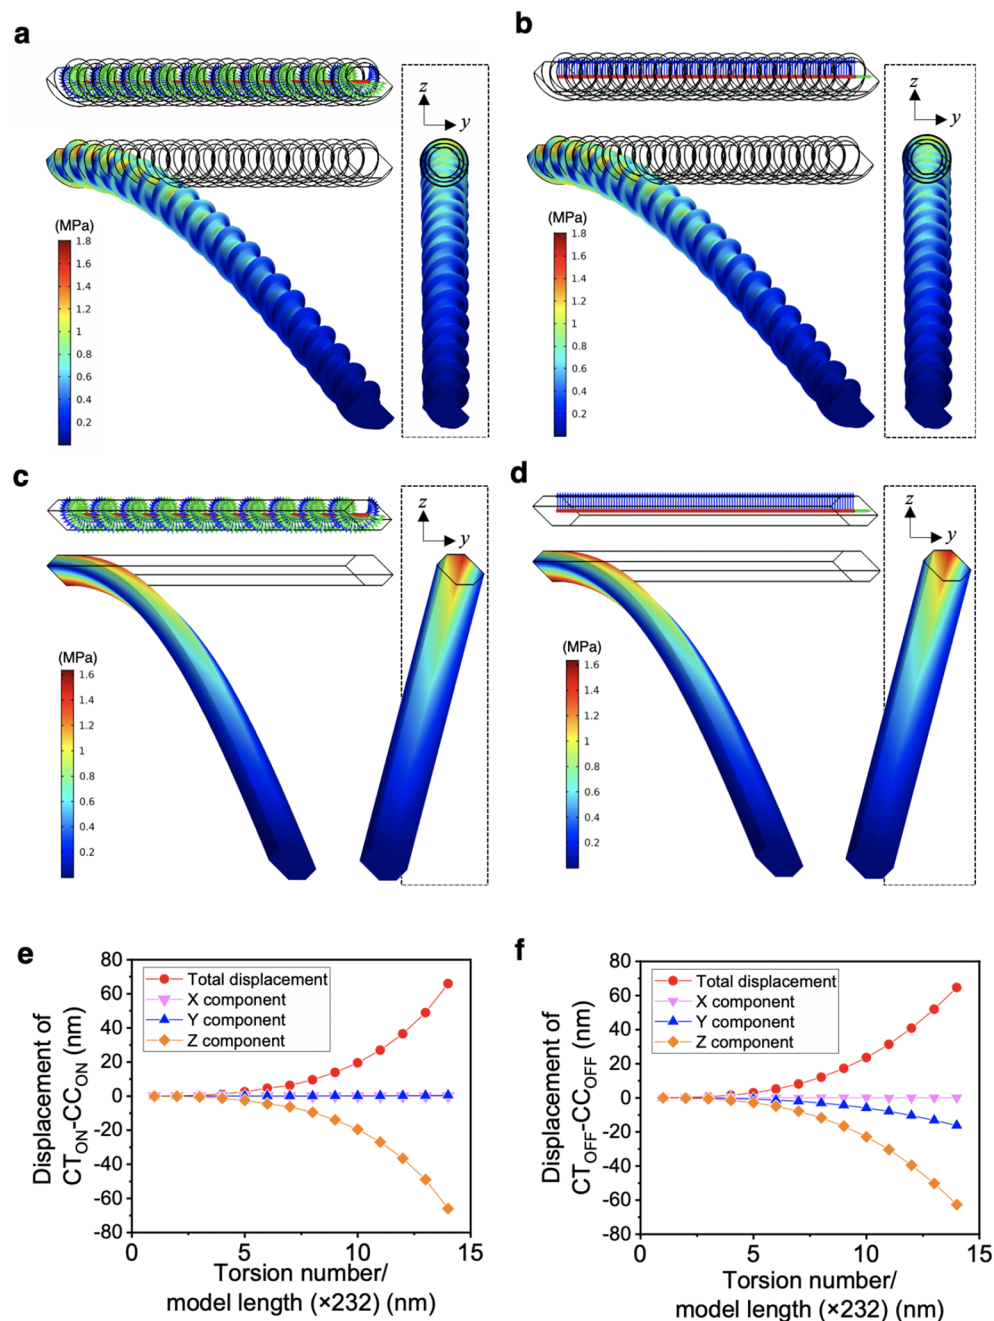 a
z
y
(MPa)
1.8
1.6
1.4
1.2
1
0.8
0.6
0.4
0.2
b
z
y
(MPa)
1.8
1.6
1.4
1.2
1
0.8
0.6
0.4
0.2
c
z
y
(MPa)
1.6
1.4
1.2
1
0.8
0.6
0.4
0.2
d
z
y
(MPa)
1.6
1.4
1.2
1
0.8
0.6
0.4
0.2
e
Displacement of
CT_ON-CC_ON (nm)
80
60
40
20
0
-20
-40
-60
-80
Total displacement
X component
Y component
Z component
0
5
10
15
Torsion number/
model length (×232) (nm)
f
Displacement of
CT_OFF-CC_OFF (nm)
80
60
40
20
0
-20
-40
-60
-80
Total displacement
X component
Y component
Z component
0
5
10
15
Torsion number/
model length (×232) (nm)